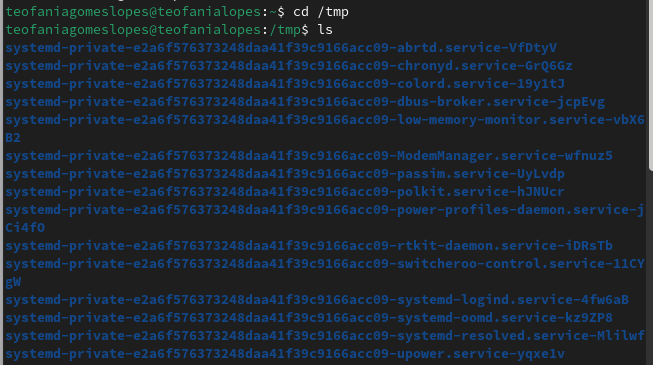 teofaniagomeslopes@teofanialopes:~$ cd /tmp
teofaniagomeslopes@teofanialopes:/tmp$ ls
systemd-private-e2a6f576373248daa41f39c9166acc09-abrtd.service-VfDtyV
systemd-private-e2a6f576373248daa41f39c9166acc09-chronyd.service-GrQ6Gz
systemd-private-e2a6f576373248daa41f39c9166acc09-colord.service-19y1tJ
systemd-private-e2a6f576373248daa41f39c9166acc09-dbus-broker.service-jcpEvg
systemd-private-e2a6f576373248daa41f39c9166acc09-low-memory-monitor.service-vbX6
B2
systemd-private-e2a6f576373248daa41f39c9166acc09-ModemManager.service-wfnuz5
systemd-private-e2a6f576373248daa41f39c9166acc09-passim.service-UyLvdp
systemd-private-e2a6f576373248daa41f39c9166acc09-polkit.service-hJNUcr
systemd-private-e2a6f576373248daa41f39c9166acc09-power-profiles-daemon.service-j
Ci4fO
systemd-private-e2a6f576373248daa41f39c9166acc09-rtkit-daemon.service-iDRsTb
systemd-private-e2a6f576373248daa41f39c9166acc09-switcheroo-control.service-11CY
gW
systemd-private-e2a6f576373248daa41f39c9166acc09-systemd-logind.service-4fw6aB
systemd-private-e2a6f576373248daa41f39c9166acc09-systemd-oomd.service-kz9ZP8
systemd-private-e2a6f576373248daa41f39c9166acc09-systemd-resolved.service-Mlilwf
systemd-private-e2a6f576373248daa41f39c9166acc09-upower.service-yqxe1v